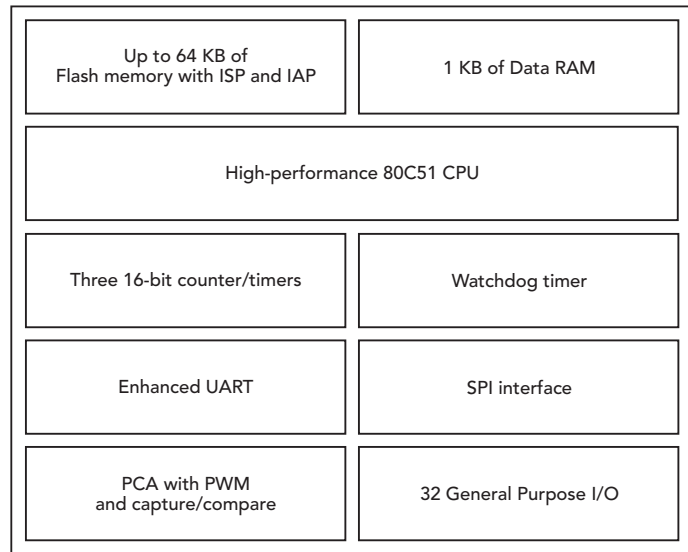 Up to 64 KB of
Flash memory with ISP and IAP
1 KB of Data RAM
High-performance 80C51 CPU
Three 16-bit counter/timers
Watchdog timer
Enhanced UART
SPI interface
PCA with PWM
and capture/compare
32 General Purpose I/O